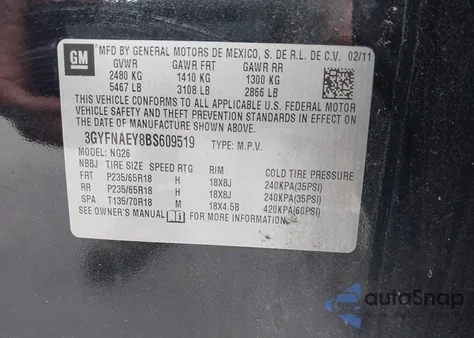 GM
MFD BY GENERAL MOTORS DE MEXICO, S. DE R.L. DE C.V. 02/11
GVWR GAWR FRT GAWR RR
2480 KG 1410 KG 1300 KG
5467 LB 3108 LB 2866 LB
THIS VEHICLE CONFORMS TO ALL APPLICABLE U.S. FEDERAL MOTOR
VEHICLE SAFETY, BUMPER, AND THEFT PREVENTION STANDARDS IN
EFFECT ON THE DATE OF MANUFACTURE SHOWN ABOVE.
3GYFNAEY8BS609519 TYPE: M.P.V.
MODEL: NG26
NBBJ TIRE SIZE SPEED RTG RIM COLD TIRE PRESSURE
FRT P235/65R18 H 18X8J 240KPA(35PSI)
RR P235/65R18 H 18X8J 240KPA(35PSI)
SPA T135/70R18 M 18X4.5B 420KPA(60PSI)
SEE OWNER'S MANUAL FOR MORE INFORMATION.
autoSnap